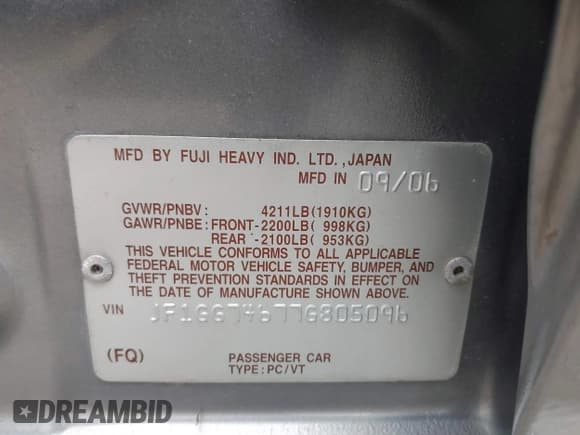 MFD BY FUJI HEAVY IND. LTD.,JAPAN
MFD IN 09/06
GVWR/PNBV: 4211LB(1910KG)
GAWR/PNBE: FRONT-2200LB( 998KG)
REAR -2100LB( 953KG)
THIS VEHICLE CONFORMS TO ALL APPLICABLE
FEDERAL MOTOR VEHICLE SAFETY, BUMPER, AND
THEFT PREVENTION STANDARDS IN EFFECT ON
THE DATE OF MANUFACTURE SHOWN ABOVE.
VIN JF1GG74677G805096
(FQ) PASSENGER CAR
TYPE:PC/VT
DREAMBID